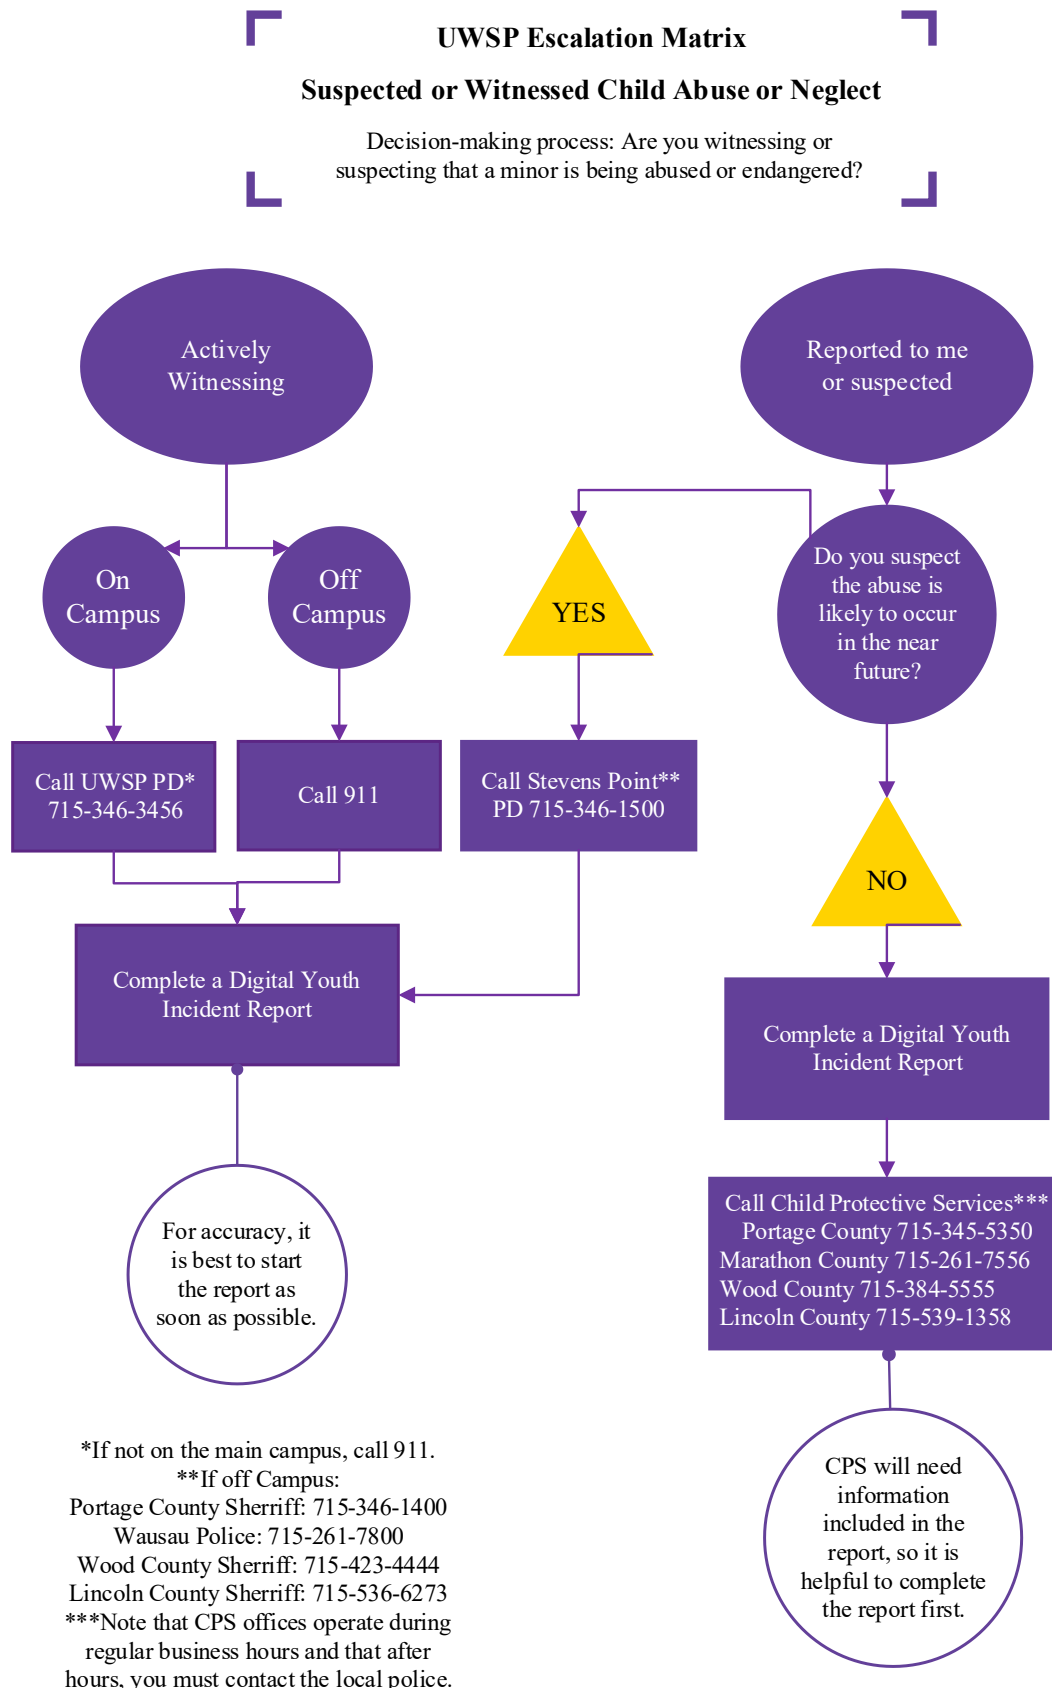 UWSP Escalation Matrix
Suspected or Witnessed Child Abuse or Neglect
Decision-making process: Are you witnessing or
suspecting that a minor is being abused or endangered?
Actively
Witnessing
Reported to me
or suspected
On
Campus
Off
Campus
YES
Do you suspect
the abuse is
likely to occur
in the near
future?
Call UWSP PD*
715-346-3456
Call 911
Call Stevens Point**
PD 715-346-1500
NO
Complete a Digital Youth
Incident Report
Complete a Digital Youth
Incident Report
For accuracy, it
is best to start
the report as
soon as possible.
Call Child Protective Services***
Portage County 715-345-5350
Marathon County 715-261-7556
Wood County 715-384-5555
Lincoln County 715-539-1358
CPS will need
information
included in the
report, so it is
helpful to complete
the report first.
*If not on the main campus, call 911.
**If off Campus:
Portage County Sherriff: 715-346-1400
Wausau Police: 715-261-7800
Wood County Sherriff: 715-423-4444
Lincoln County Sherriff: 715-536-6273
***Note that CPS offices operate during
regular business hours and that after
hours, you must contact the local police.